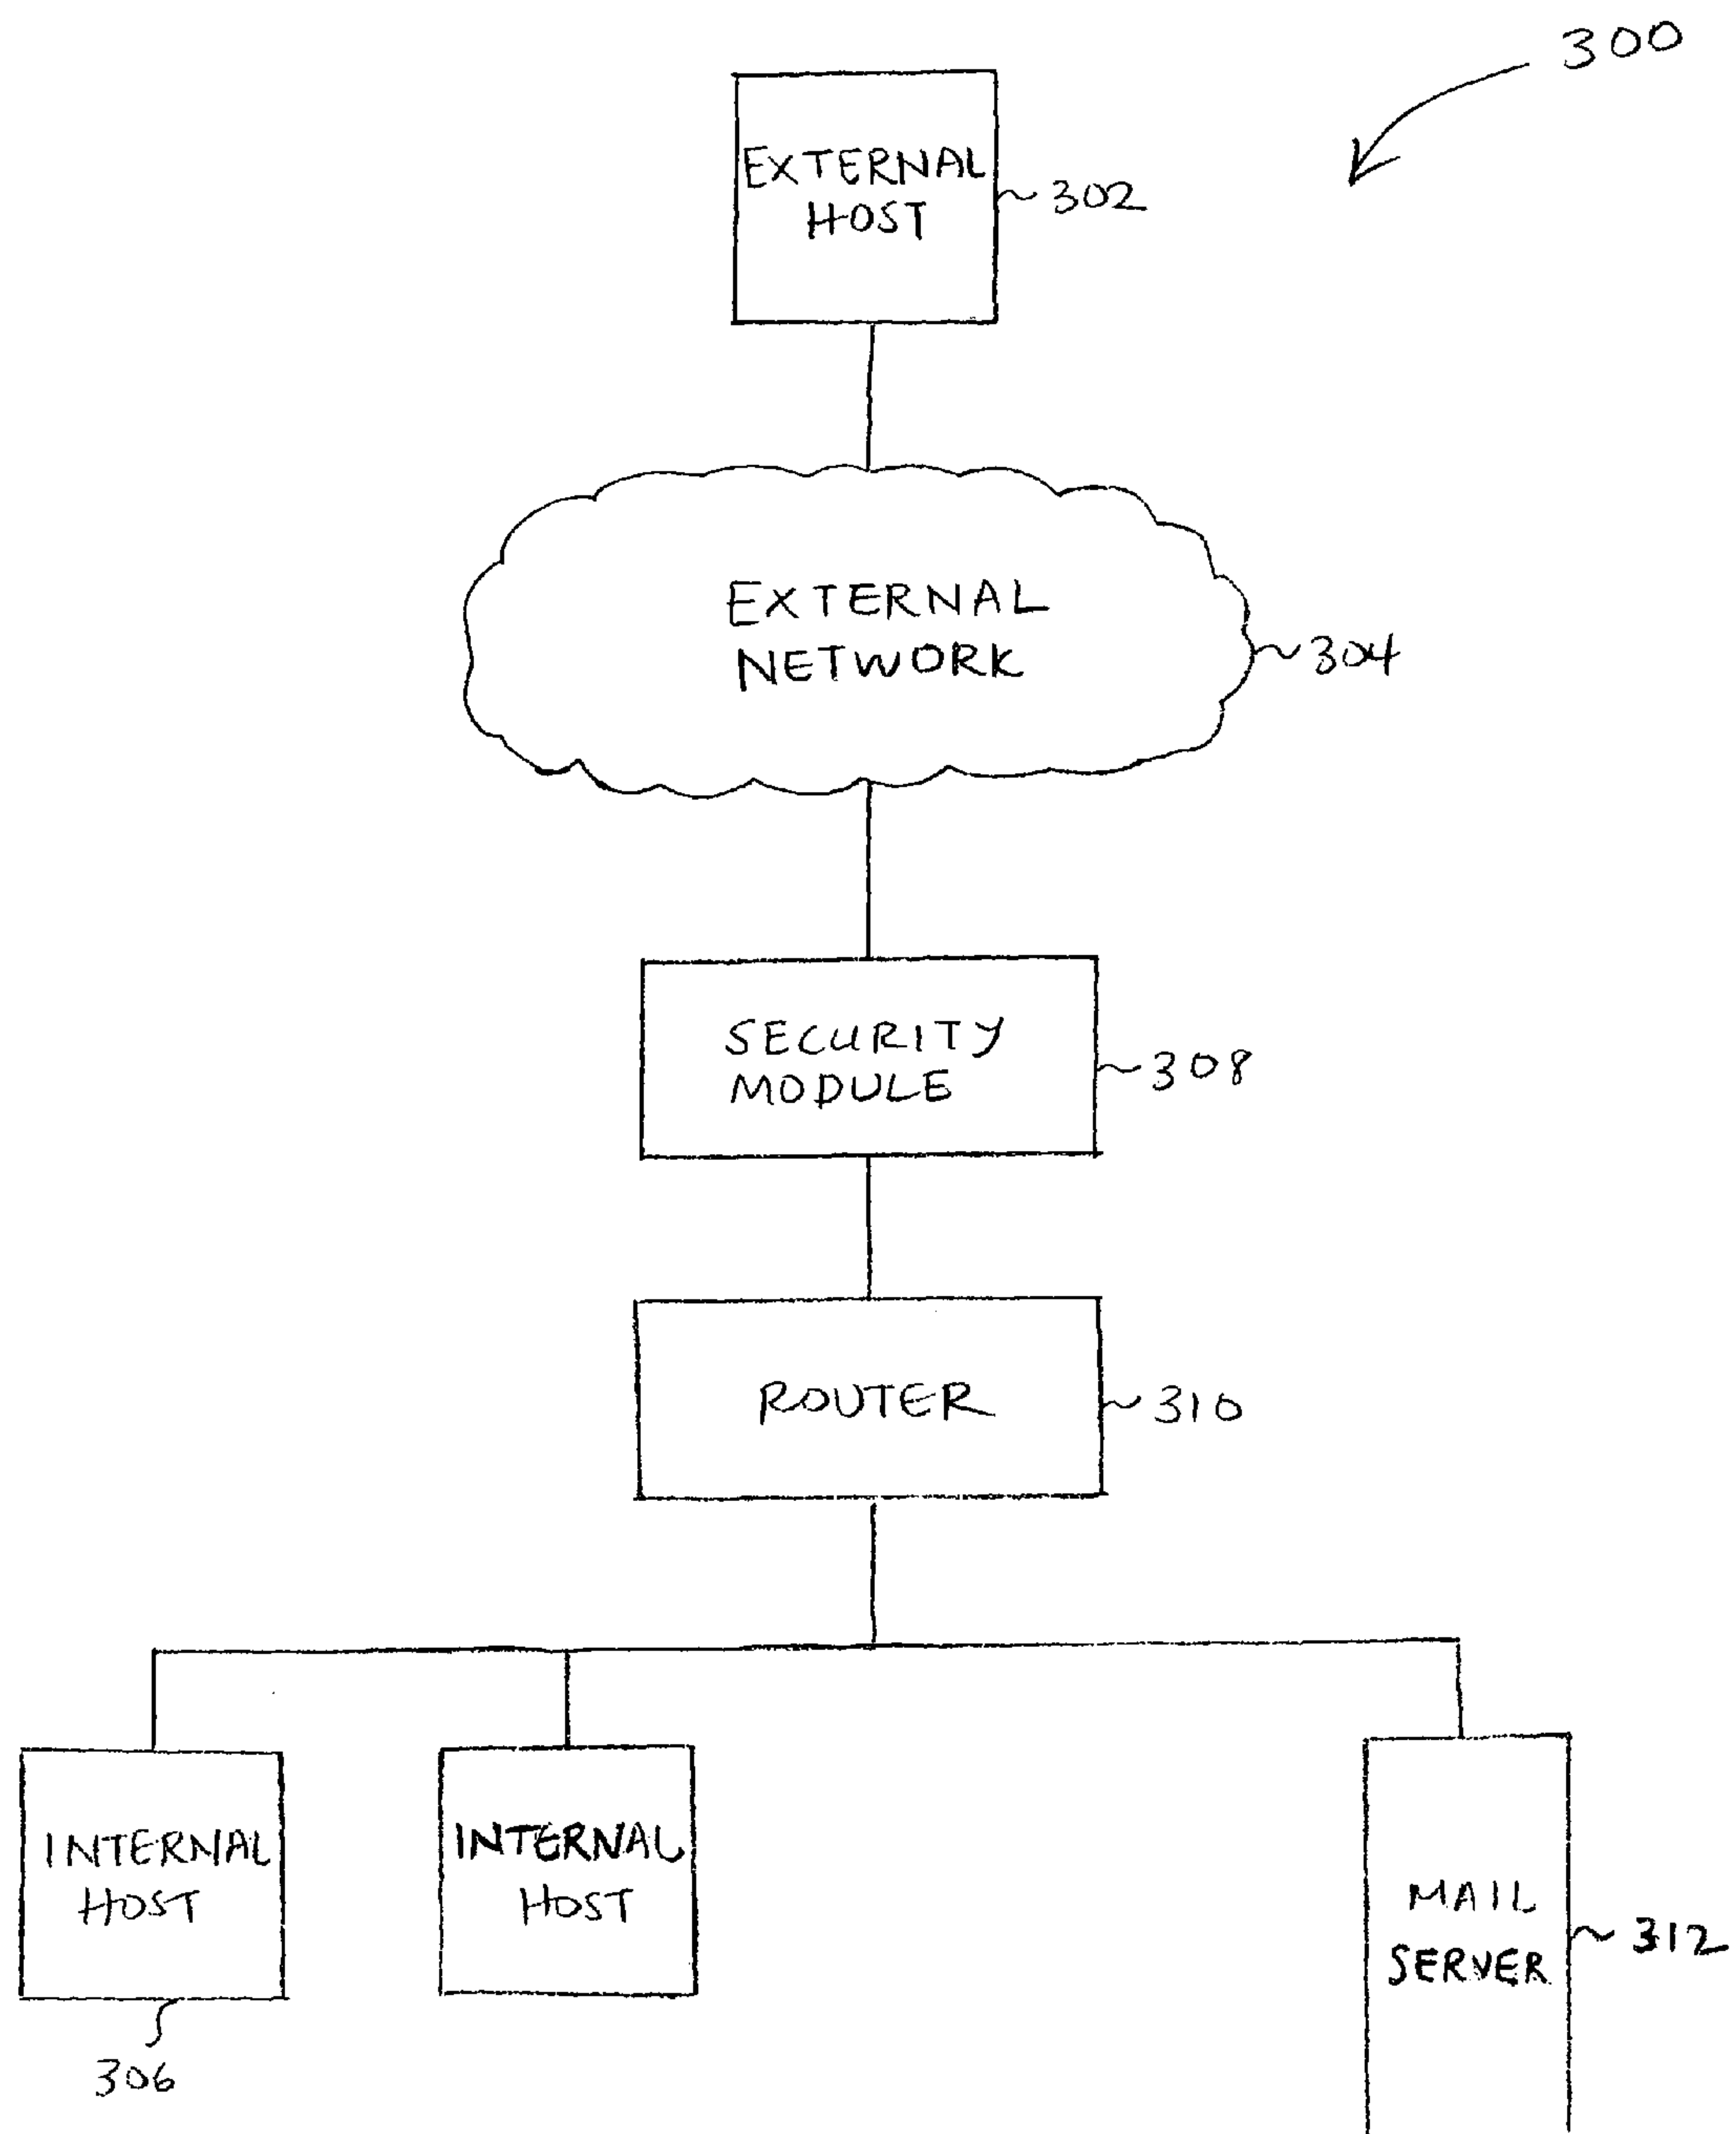 300
EXTERNAL
HOST
302
EXTERNAL
NETWORK
304
SECURITY
MODULE
308
ROUTER
310
INTERNAL
HOST
306
INTERNAL
HOST
MAIL
SERVER
312